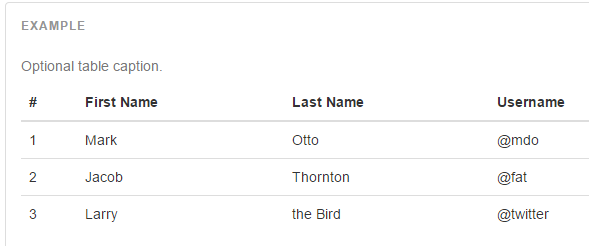 EXAMPLE
Optional table caption.
# First Name Last Name Username
1 Mark Otto @mdo
2 Jacob Thornton @fat
3 Larry the Bird @twitter